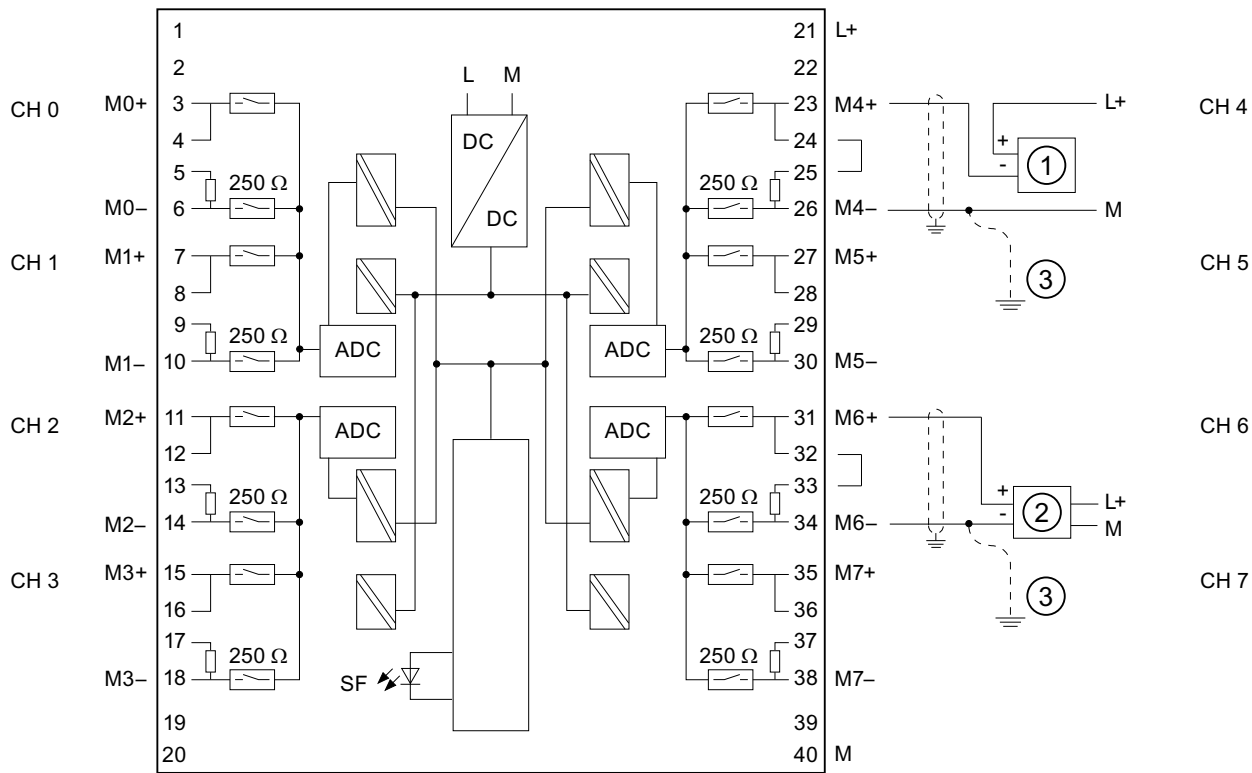 1 21 L+
2 22
L M
CH 0 M0+ 3 23 M4+ L+ CH 4
4 24
DC
+
-
1
5 250 Ω 250 Ω 25
M0– 6 26 M4– M
DC
CH 1 M1+ 7 27 M5+ CH 5
8 28
3
9 250 Ω 250 Ω 29
ADC ADC
M1– 10 30 M5–
CH 2 M2+ 11 31 M6+ CH 6
ADC ADC
12 32
13 250 Ω 250 Ω 33
+
-
2
L+
M
M2– 14 34 M6–
CH 3 M3+ 15 35 M7+ CH 7
16 36
3
17 250 Ω 250 Ω 37
M3– 18 SF 38 M7–
19 39
20 40 M